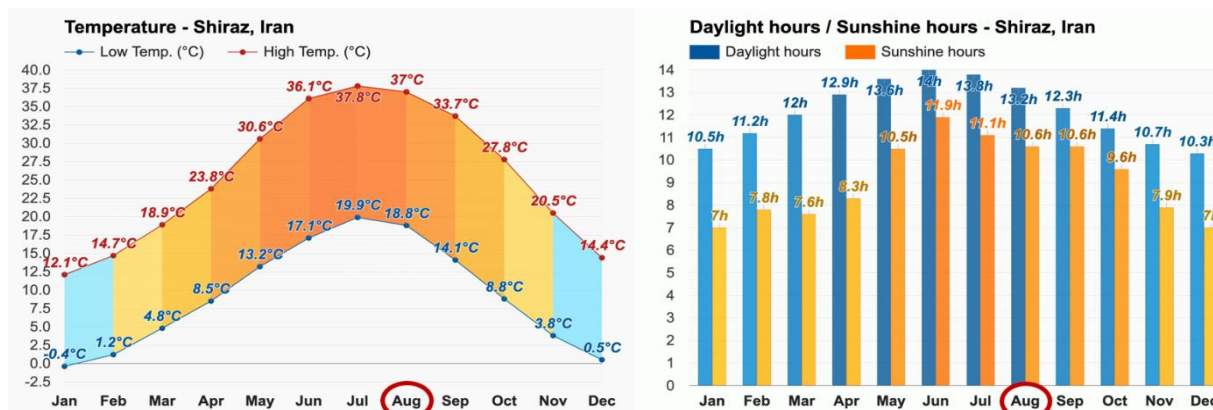 Temperature - Shiraz, Iran
Low Temp. (°C) High Temp. (°C)
40.0
37.5
35.0
32.5
30.0
27.5
25.0
22.5
20.0
17.5
15.0
12.5
10.0
7.5
5.0
2.5
0.0
-2.5
12.1°C
14.7°C
18.9°C
23.8°C
30.6°C
36.1°C
37.8°C
37°C
33.7°C
27.8°C
20.5°C
14.4°C
-0.4°C
1.2°C
4.8°C
8.5°C
13.2°C
17.1°C
19.9°C
18.8°C
14.1°C
8.8°C
3.8°C
0.5°C
Jan Feb Mar Apr May Jun Jul Aug Sep Oct Nov Dec
Daylight hours / Sunshine hours - Shiraz, Iran
Daylight hours Sunshine hours
14
13
12
11
10
9
8
7
6
5
4
3
2
1
0
10.5h
11.2h
12h
12.9h
13.6h
14h
13.8h
13.2h
12.3h
11.4h
10.7h
10.3h
7h
7.8h
7.6h
8.3h
10.5h
11.9h
11.1h
10.6h
10.6h
9.6h
7.9h
Jan Feb Mar Apr May Jun Jul Aug Sep Oct Nov Dec